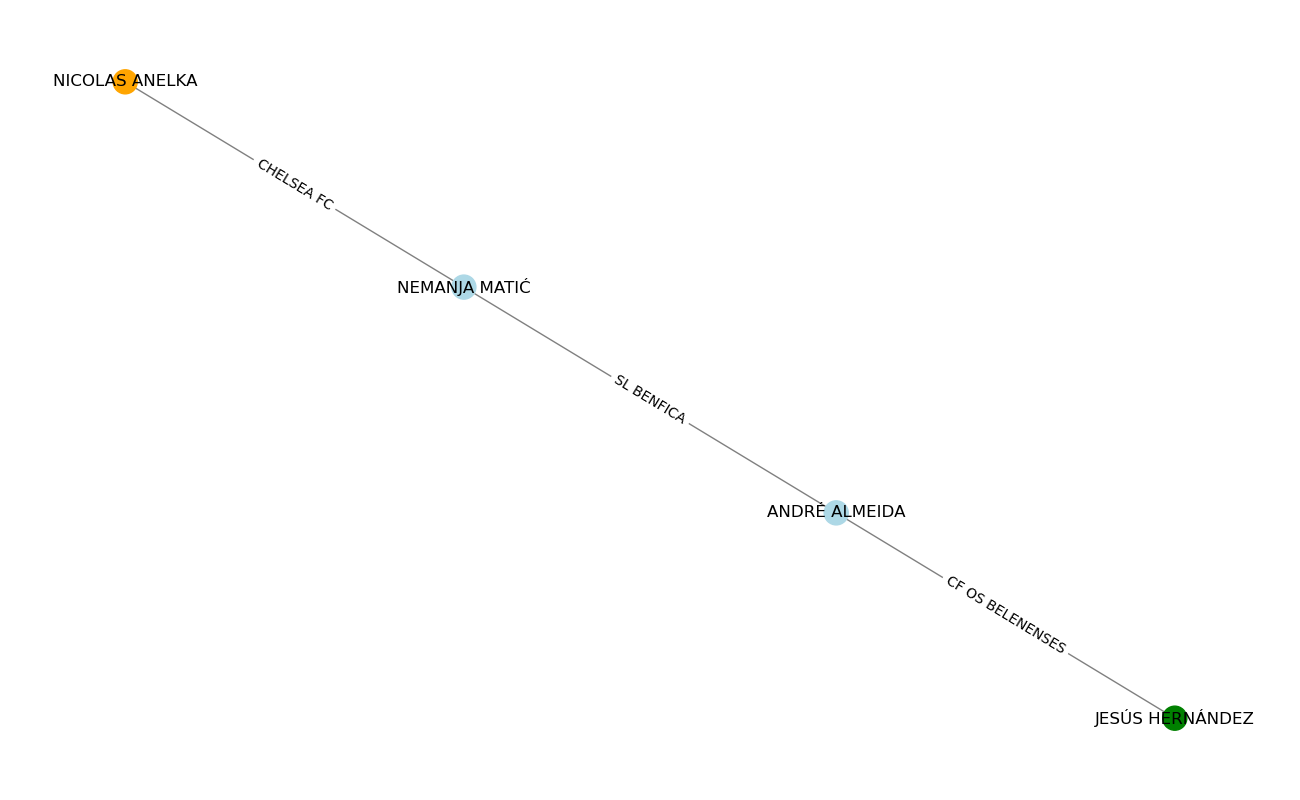 NICOLAS ANELKA
CHELSEA FC
NEMANJA MATIĆ
SL BENFICA
ANDRÉ ALMEIDA
CF OS BELENENSES
JESÚS HERNÁNDEZ